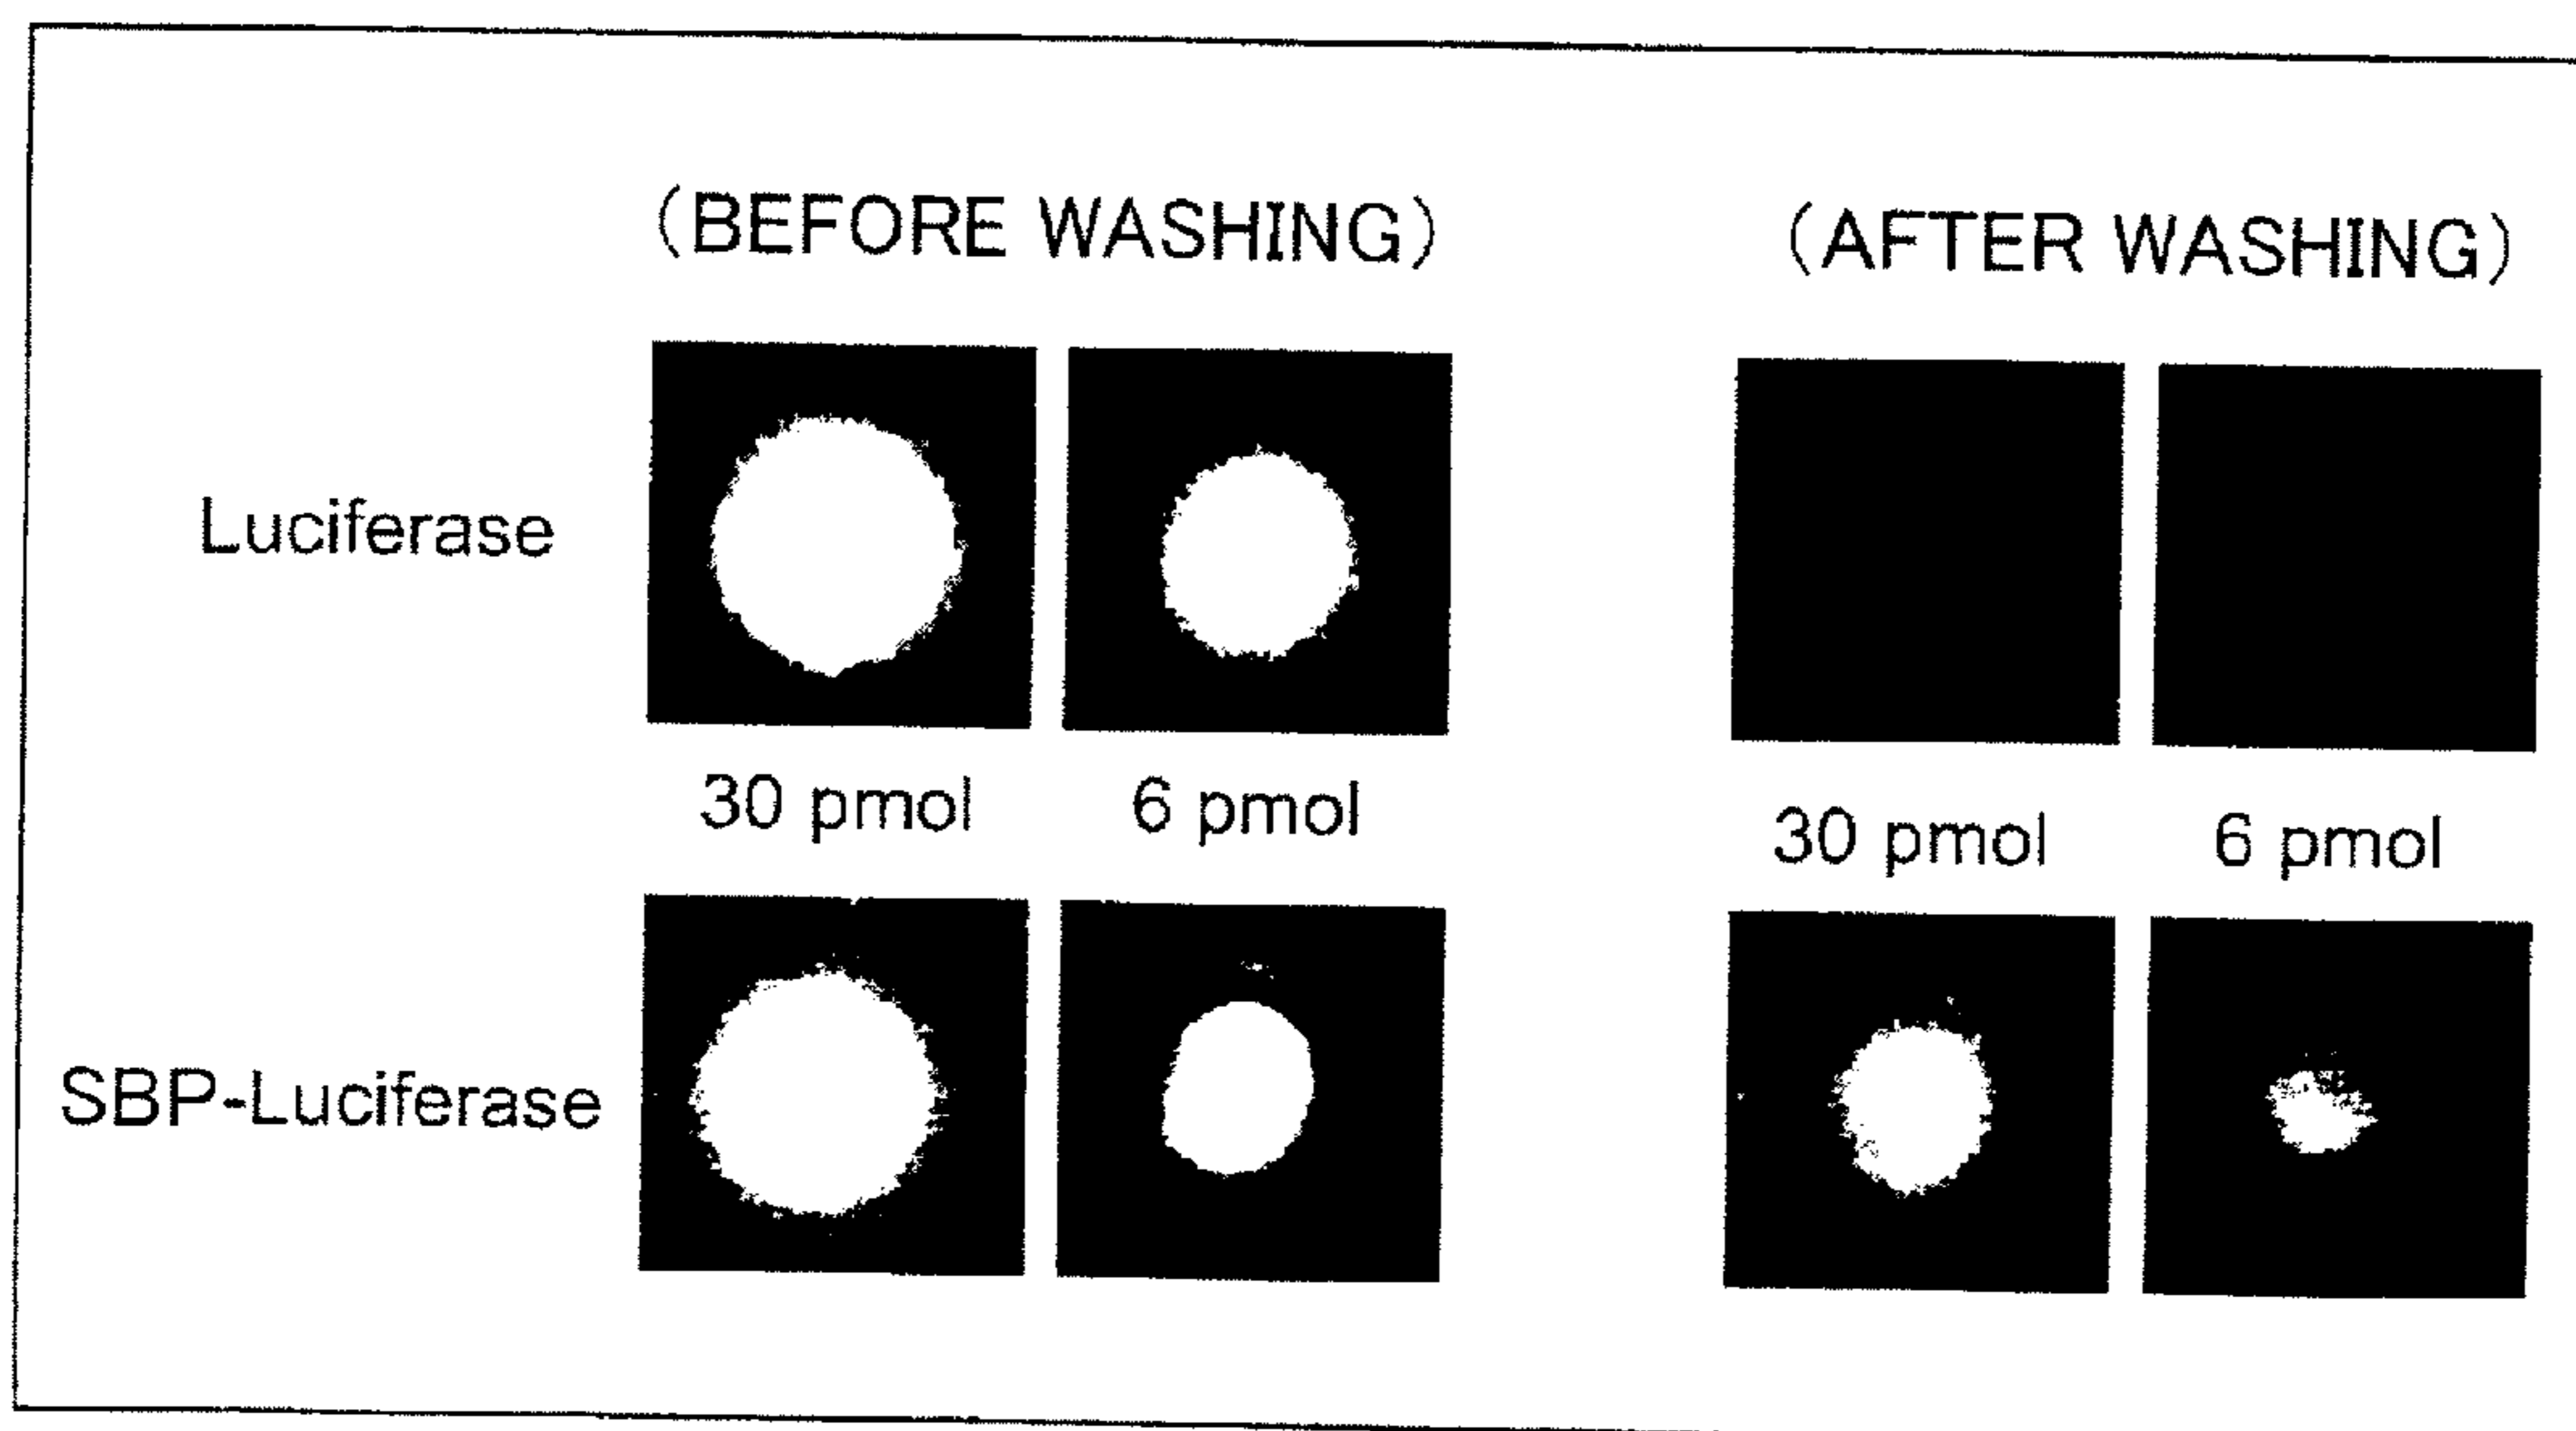 (BEFORE WASHING) (AFTER WASHING)
Luciferase
30 pmol 6 pmol 30 pmol 6 pmol
SBP-Luciferase